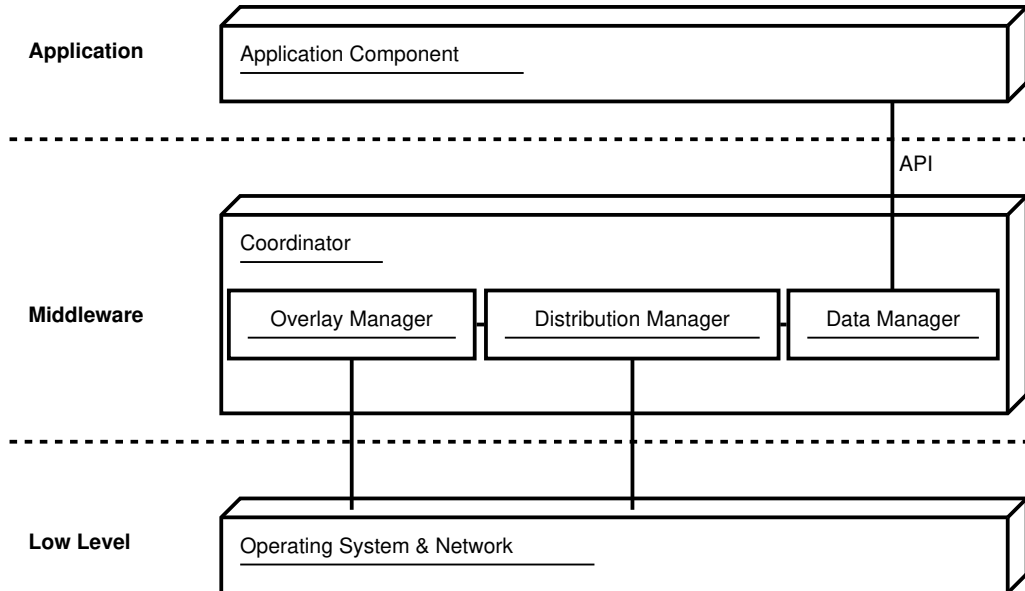 Application
Application Component
API
Coordinator
Middleware
Overlay Manager
Distribution Manager
Data Manager
Low Level
Operating System & Network